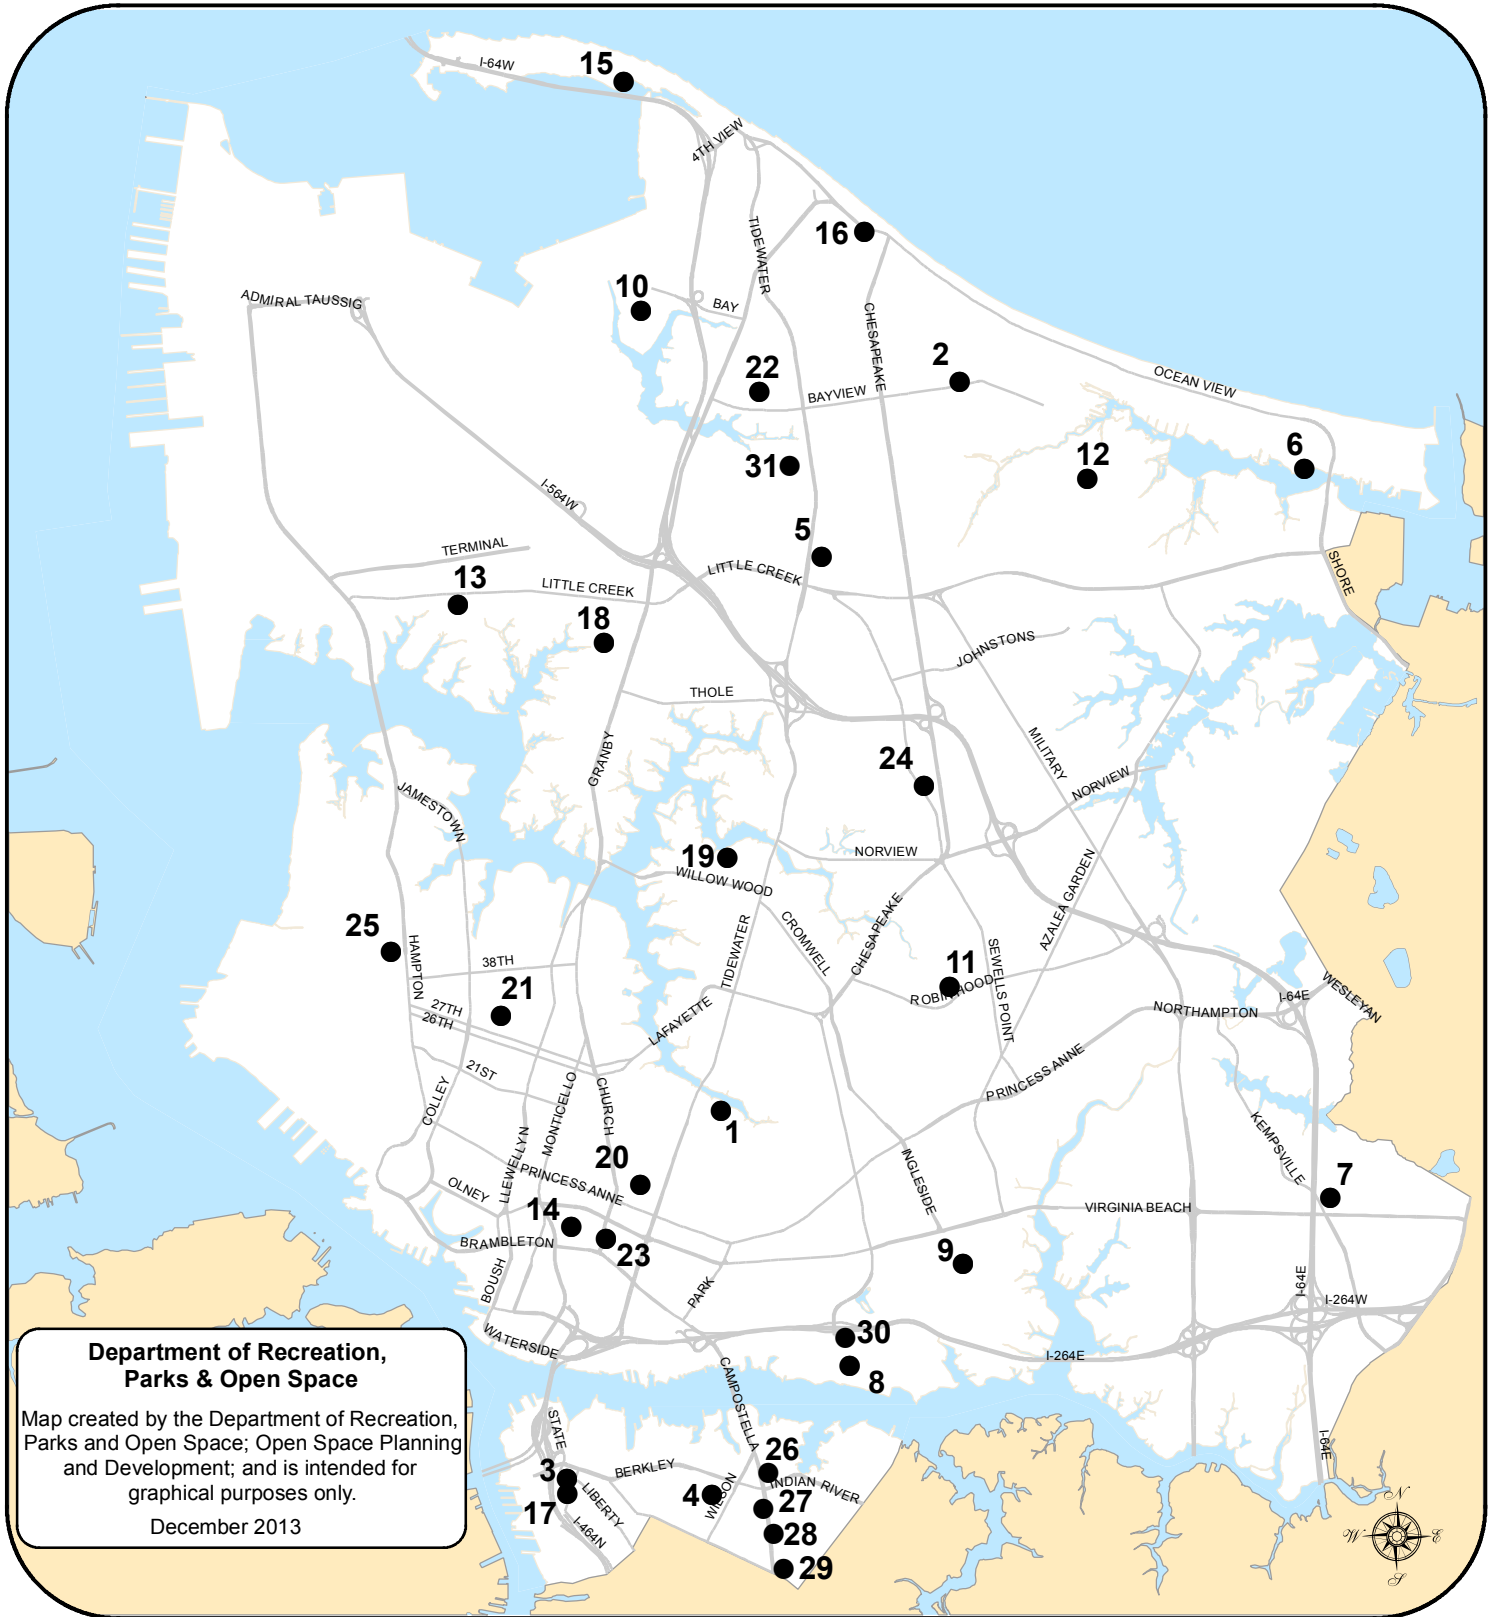 I-64W
15
4TH VIEW
16
TIDEWATER
10
BAY
ADMIRAL TAUSSIG
CHESAPEAKE
2
22
BAYVIEW
OCEAN VIEW
31
12
6
I-564W
5
TERMINAL
LITTLE CREEK
13
LITTLE CREEK
18
SHORE
JOHNSTONS
THOLE
GRANBY
24
MILITARY
NORVIEW
JAMESTOWN
19
NORVIEW
WILLOW WOOD
AZALEA GARDEN
25
HAMPTON
38TH
TIDEWATER
CROMWELL
CHESAPEAKE
SEWELLS POINT
11
ROBINHOOD
21
27TH
26TH
LAFAYETTE
NORTHAMPTON
I-64E
WESLEYAN
21ST
COLLEY
MONTICELLO
CHURCH
PRINCESS ANNE
1
LLEWELLYN
20
PRINCESS ANNE
OLNEY
INGLESIDE
KEMPSVILLE
7
VIRGINIA BEACH
14
BRAMBLETON
23
9
BOUSH
PARK
I-64E
I-264W
WATERSIDE
30
I-264E
8
CAMPOSTELLA
STATE
I-64E
3
BERKLEY
26
INDIAN RIVER
4
WILSON
27
17
LIBERTY
I-464N
28
29
Department of Recreation,
Parks & Open Space
Map created by the Department of Recreation,
Parks and Open Space; Open Space Planning
and Development; and is intended for
graphical purposes only.
December 2013
N
W
E
S